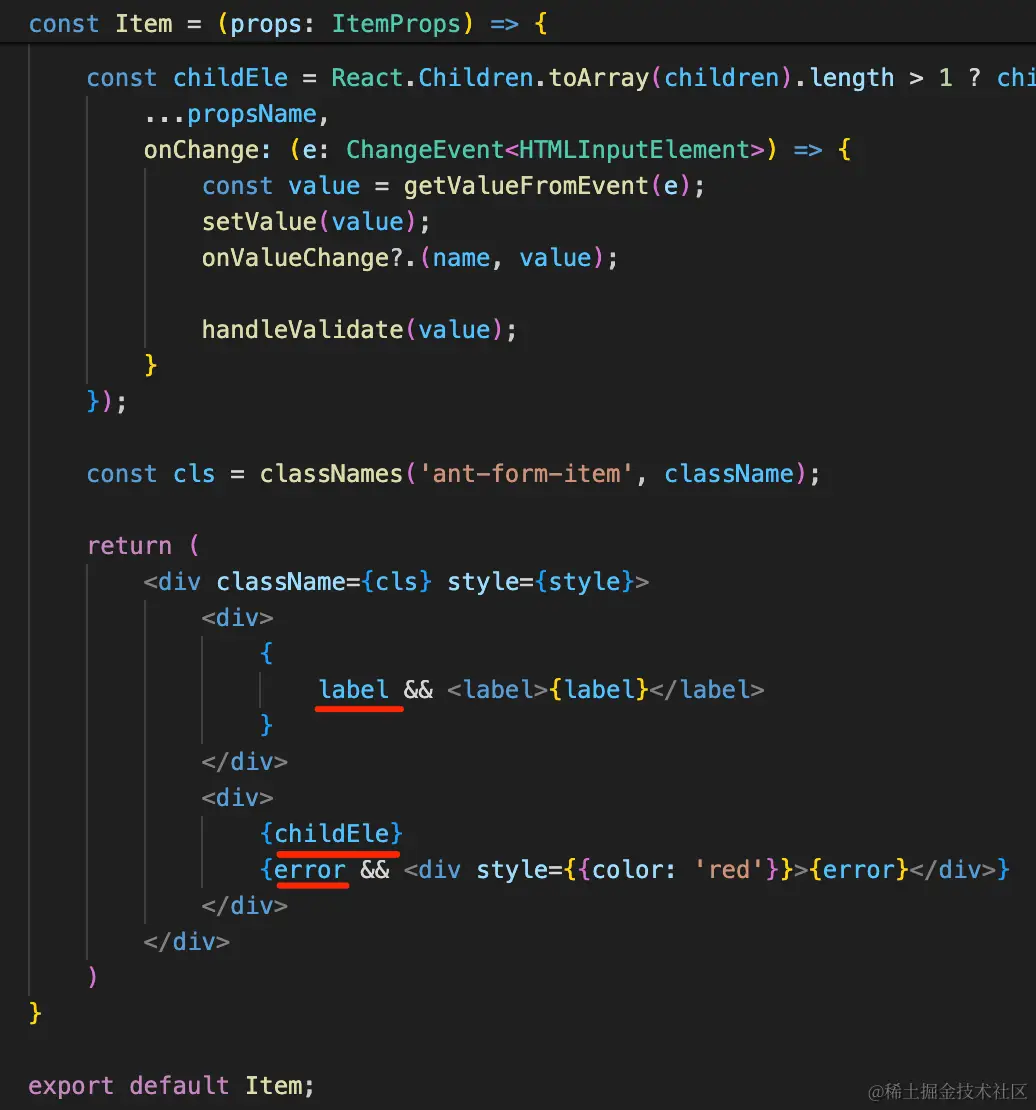 const Item = (props: ItemProps) => {
const childEle = React.Children.toArray(children).length > 1 ? chi
...propsName,
onChange: (e: ChangeEvent<HTMLInputElement>) => {
const value = getValueFromEvent(e);
setValue(value);
onValueChange?.(name, value);
handleValidate(value);
}
});
const cls = classNames('ant-form-item', className);
return (
<div className={cls} style={style}>
<div>
{
label && <label>{label}</label>
}
</div>
<div>
{childEle}
{error && <div style={{color: 'red'}}>{error}</div>}
</div>
</div>
)
}
export default Item;
@稀土掘金技术社区